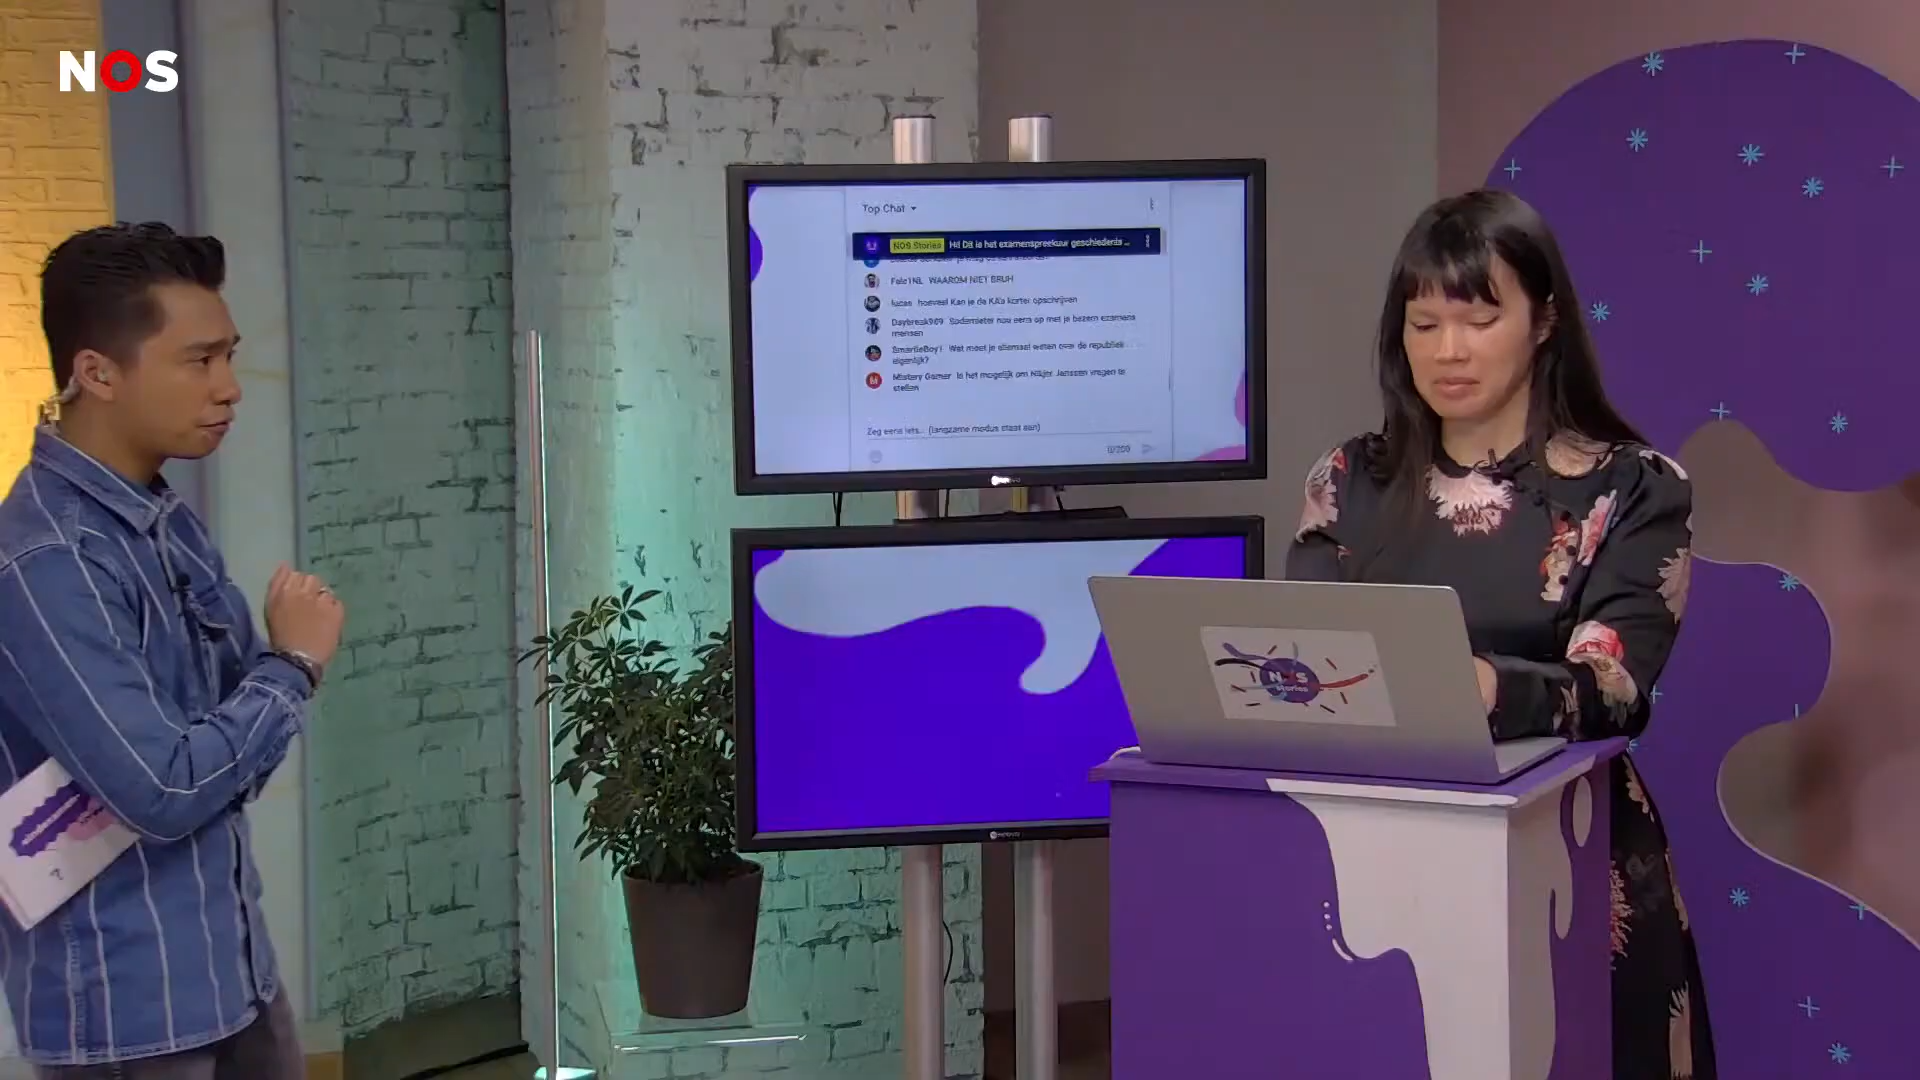 NOS
Top Chat
NOS Stories Hi! Dit is het examenspreekuur geschiedenis ...
Falc1NL WAAROM NIET BRUH
lucas hoeveel Kan je de KA's korter opschrijven
Daybreak909 Sodemieter nou eens op met je bezem examens
mensen
SmartieBoy! Wat moet je allemaal weten over de republiek
eigenlijk?
Mistery Gamer Is het mogelijk om Nikjer Janssen vragen te
stellen
Zeg eens iets... (langzame modus staat aan)
0/200
NOS
stories
?